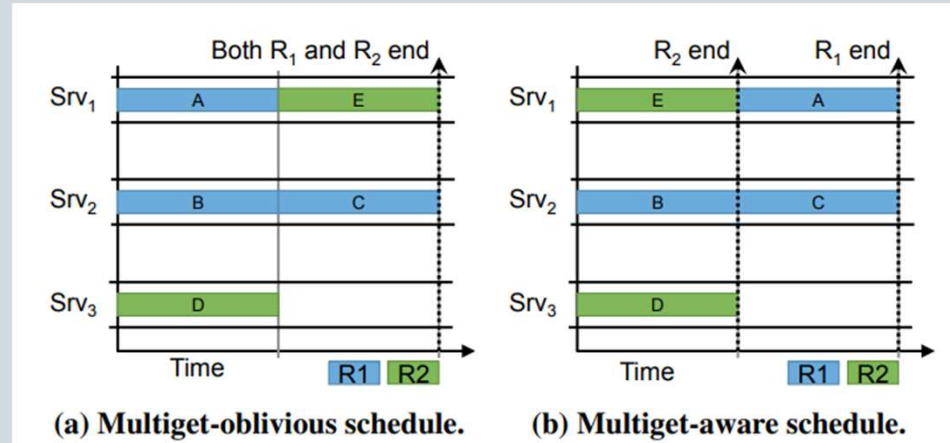 Both R1 and R2 end
Srv1
A
E
Srv2
B
C
Srv3
D
Time
R1
R2
(a) Multiget-oblivious schedule.
R2 end
R1 end
Srv1
E
A
Srv2
B
C
Srv3
D
Time
R1
R2
(b) Multiget-aware schedule.